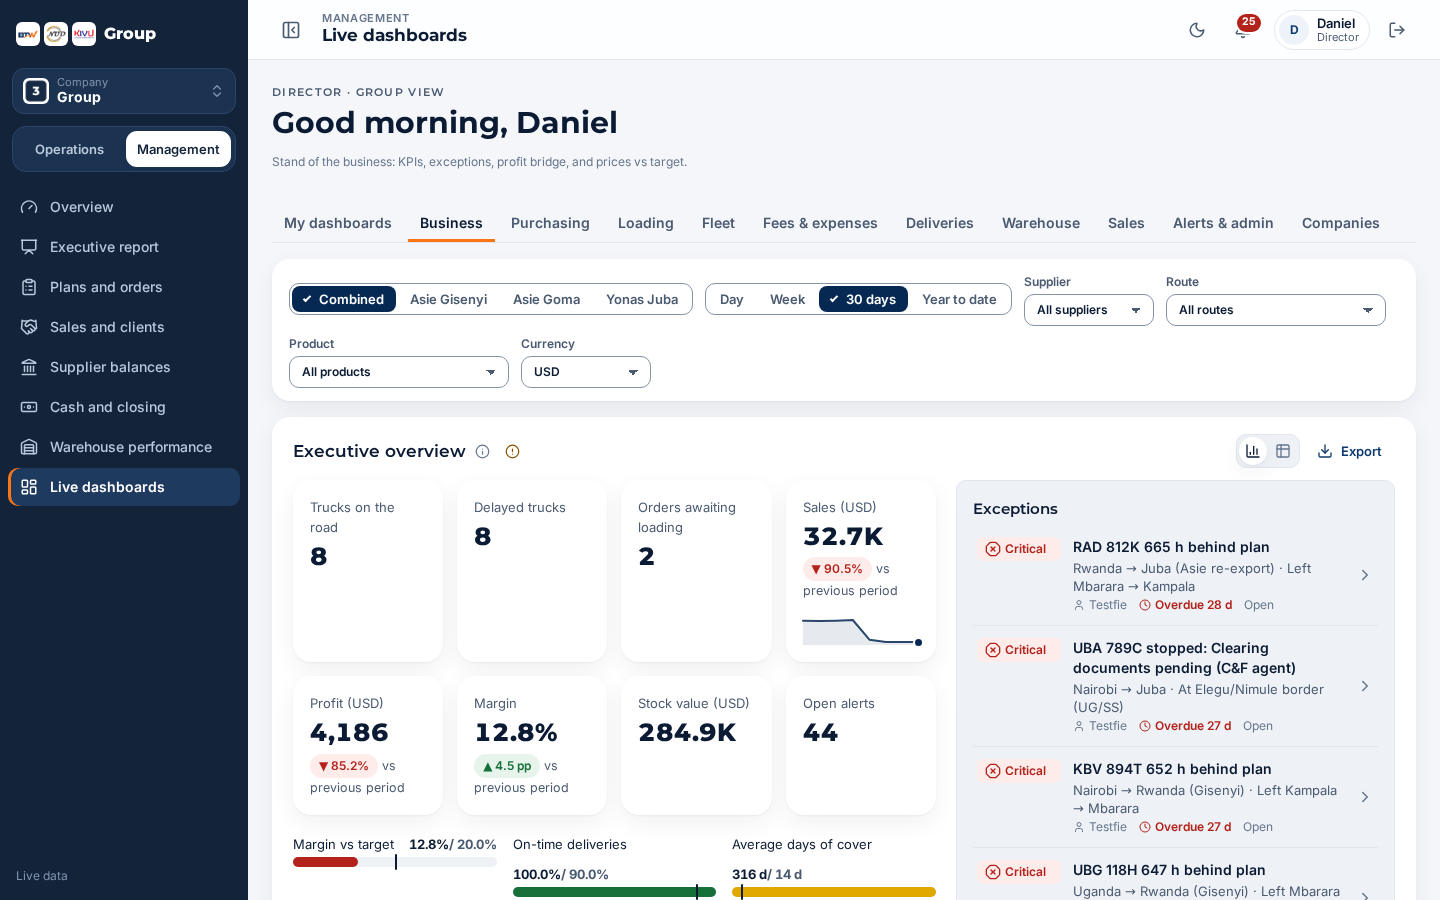 BTW NILE KIVU Group
Company
3 Group
Operations Management
Overview
Executive report
Plans and orders
Sales and clients
Supplier balances
Cash and closing
Warehouse performance
Live dashboards
Live data
MANAGEMENT
Live dashboards
25
D Daniel
Director
DIRECTOR · GROUP VIEW
Good morning, Daniel
Stand of the business: KPIs, exceptions, profit bridge, and prices vs target.
My dashboards Business Purchasing Loading Fleet Fees & expenses Deliveries Warehouse Sales Alerts & admin Companies
Combined Asie Gisenyi Asie Goma Yonas Juba
Day Week 30 days Year to date
Supplier
All suppliers
Route
All routes
Product
All products
Currency
USD
Executive overview
Export
Trucks on the
road
8
Delayed trucks
8
Orders awaiting
loading
2
Sales (USD)
32.7K
▼ 90.5% vs
previous period
Profit (USD)
4,186
▼ 85.2% vs
previous period
Margin
12.8%
▲ 4.5 pp vs
previous period
Stock value (USD)
284.9K
Open alerts
44
Margin vs target 12.8% / 20.0%
On-time deliveries
100.0% / 90.0%
Average days of cover
316 d / 14 d
Exceptions
Critical
RAD 812K 665 h behind plan
Rwanda → Juba (Asie re-export) · Left
Mbarara → Kampala
Testfie Overdue 28 d Open
Critical
UBA 789C stopped: Clearing
documents pending (C&F agent)
Nairobi → Juba · At Elegu/Nimule border
(UG/SS)
Testfie Overdue 27 d Open
Critical
KBV 894T 652 h behind plan
Nairobi → Rwanda (Gisenyi) · Left Kampala
→ Mbarara
Testfie Overdue 27 d Open
Critical
UBG 118H 647 h behind plan
Uganda → Rwanda (Gisenyi) · Left Mbarara